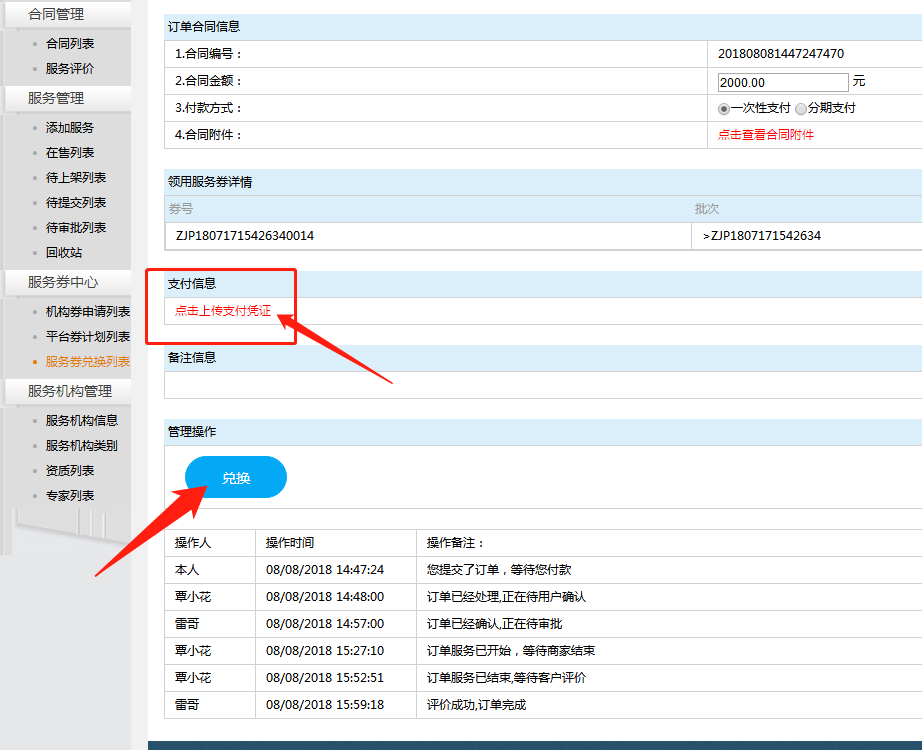 合同管理
合同列表
服务评价
服务管理
添加服务
在售列表
待上架列表
待提交列表
待审批列表
回收站
服务券中心
机构券申请列表
平台券计划列表
服务券兑换列表
服务机构管理
服务机构信息
服务机构类别
资质列表
专家列表
订单合同信息
1.合同编号： 201808081447247470
2.合同金额： 2000.00 元
3.付款方式： 一次性支付 分期支付
4.合同附件： 点击查看合同附件
领用服务券详情
券号 批次
ZJP18071715426340014 >ZJP1807171542634
支付信息
点击上传支付凭证
备注信息
管理操作
兑换
操作人 操作时间 操作备注：
本人 08/08/2018 14:47:24 您提交了订单，等待您付款
覃小花 08/08/2018 14:48:00 订单已经处理,正在待用户确认
雷哥 08/08/2018 14:57:00 订单已经确认,正在待审批
覃小花 08/08/2018 15:27:10 订单服务已开始，等待商家结束
覃小花 08/08/2018 15:52:51 订单服务已结束,等待客户评价
雷哥 08/08/2018 15:59:18 评价成功,订单完成